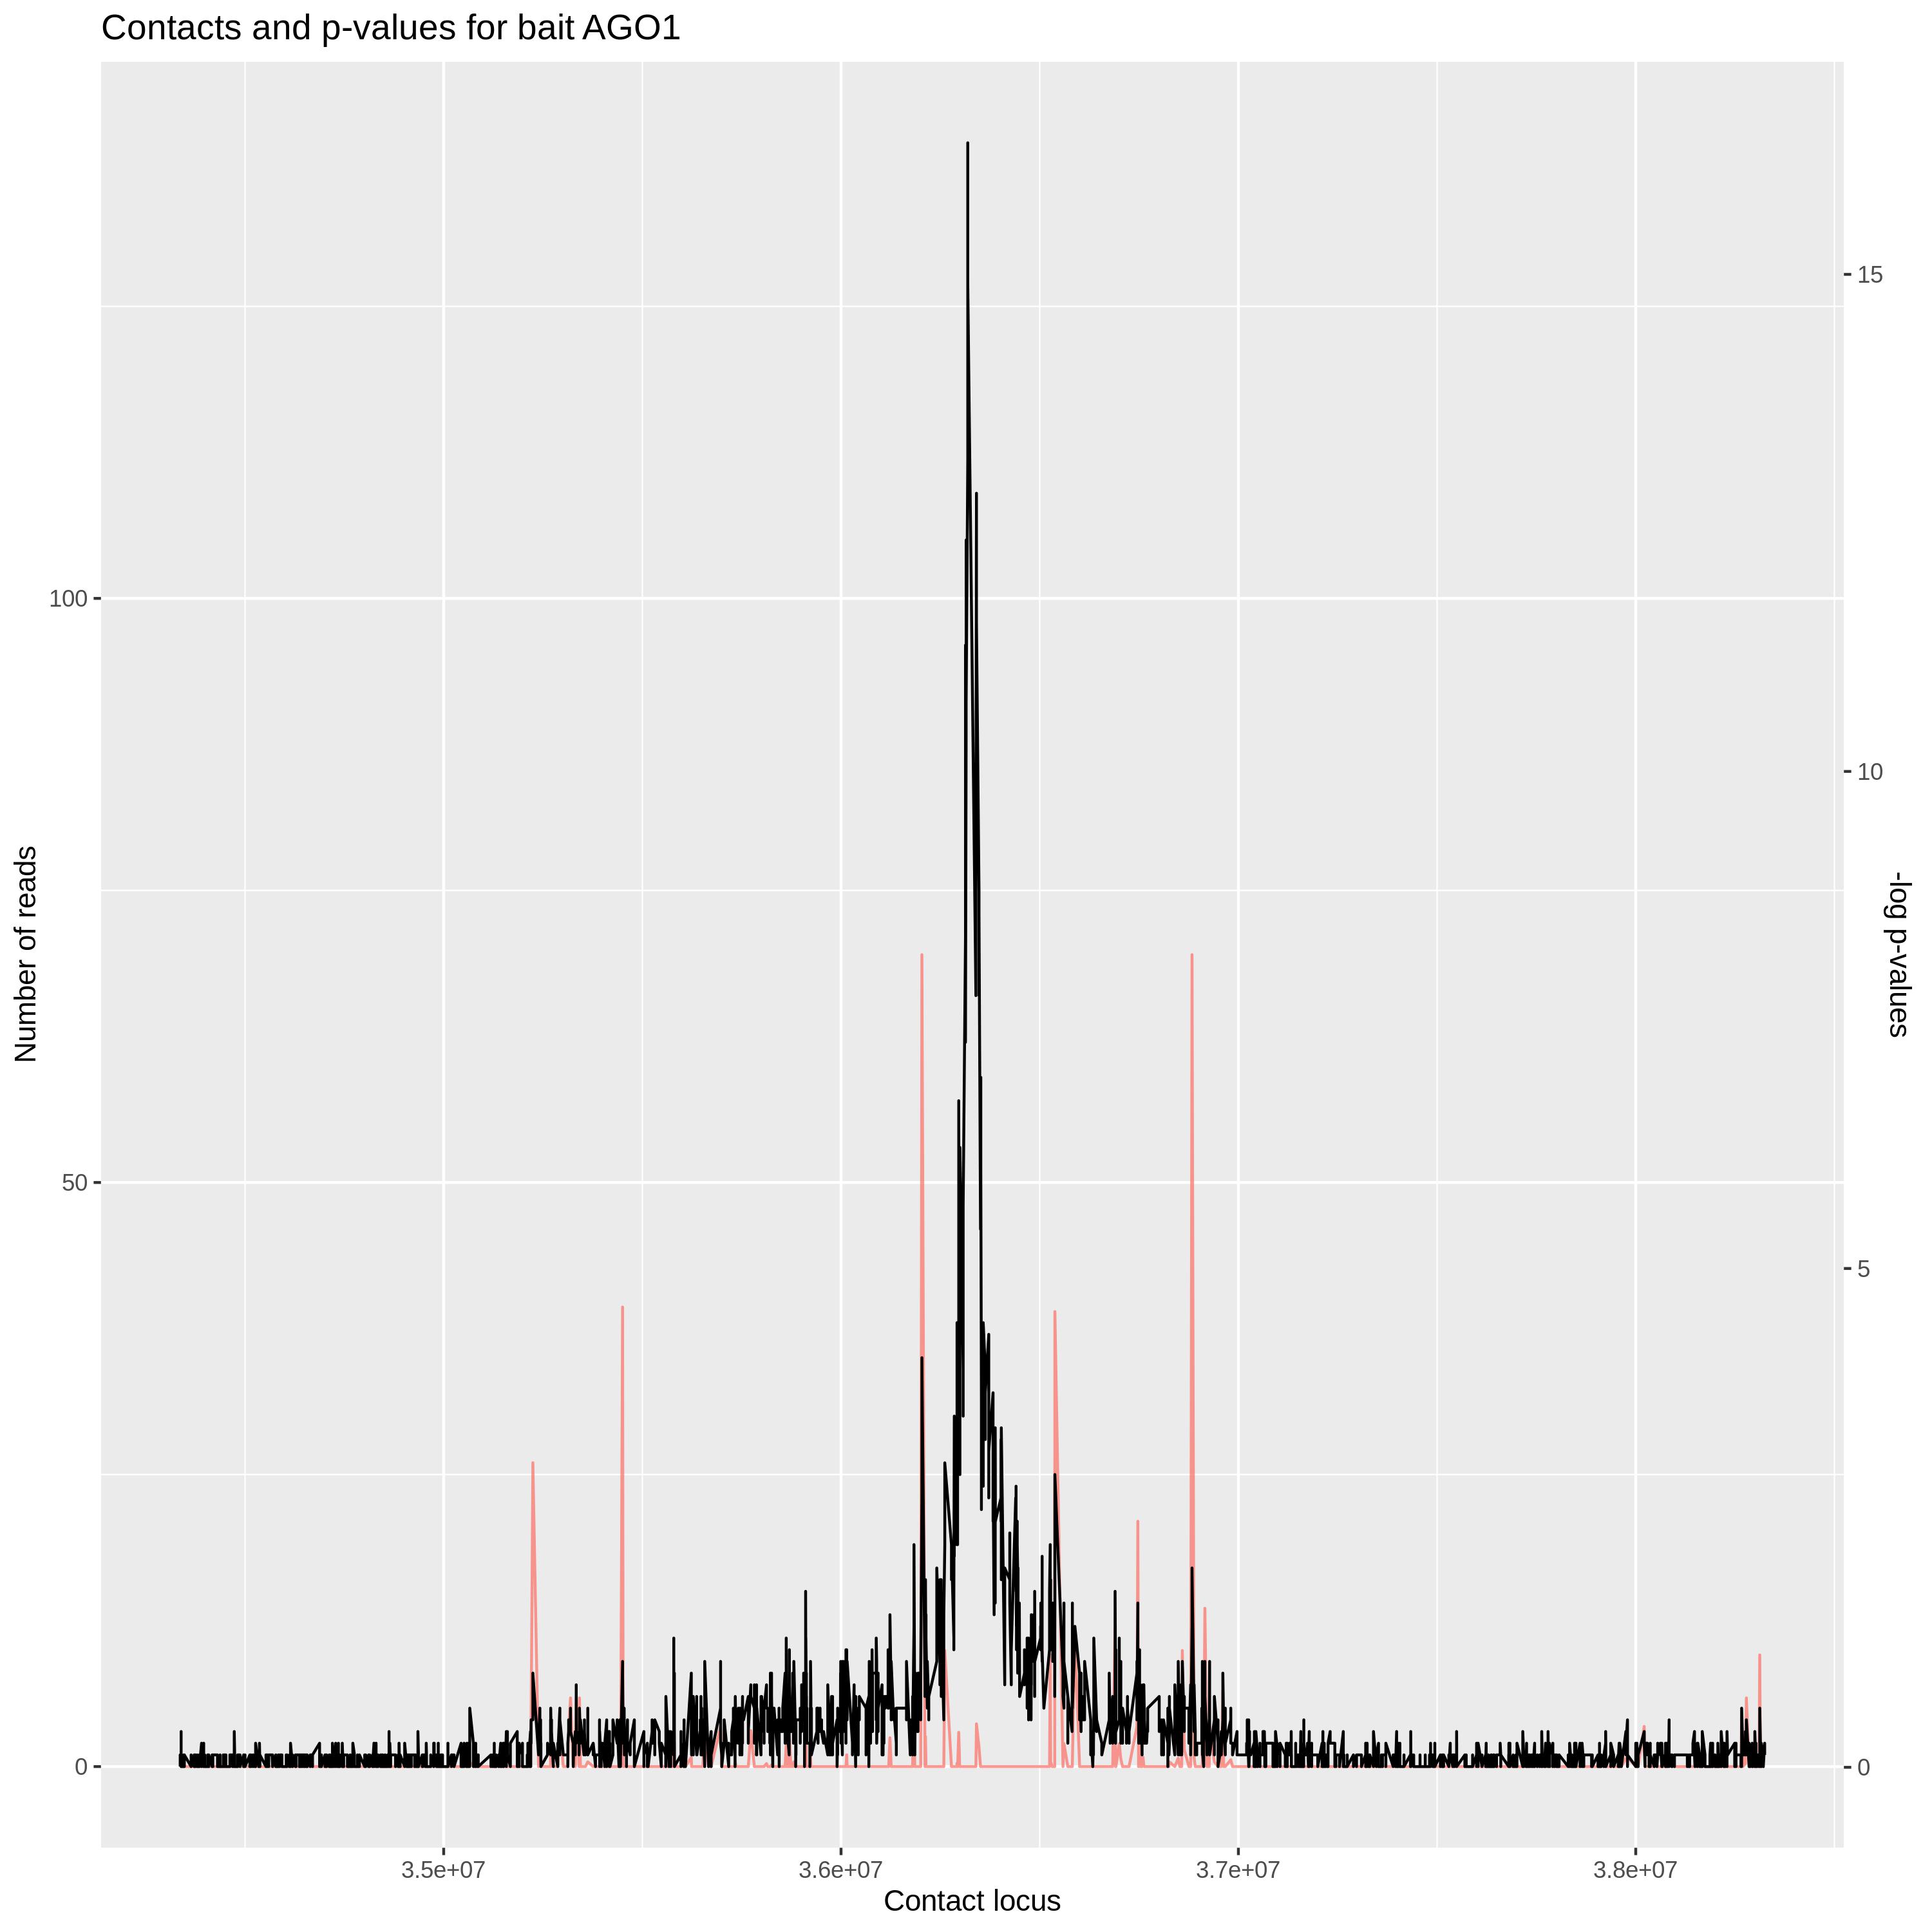 Contacts and p-values for bait AGO1
Number of reads
100
50
0
15
10
5
0
-log p-values
3.5e+07 3.6e+07 3.7e+07 3.8e+07
Contact locus